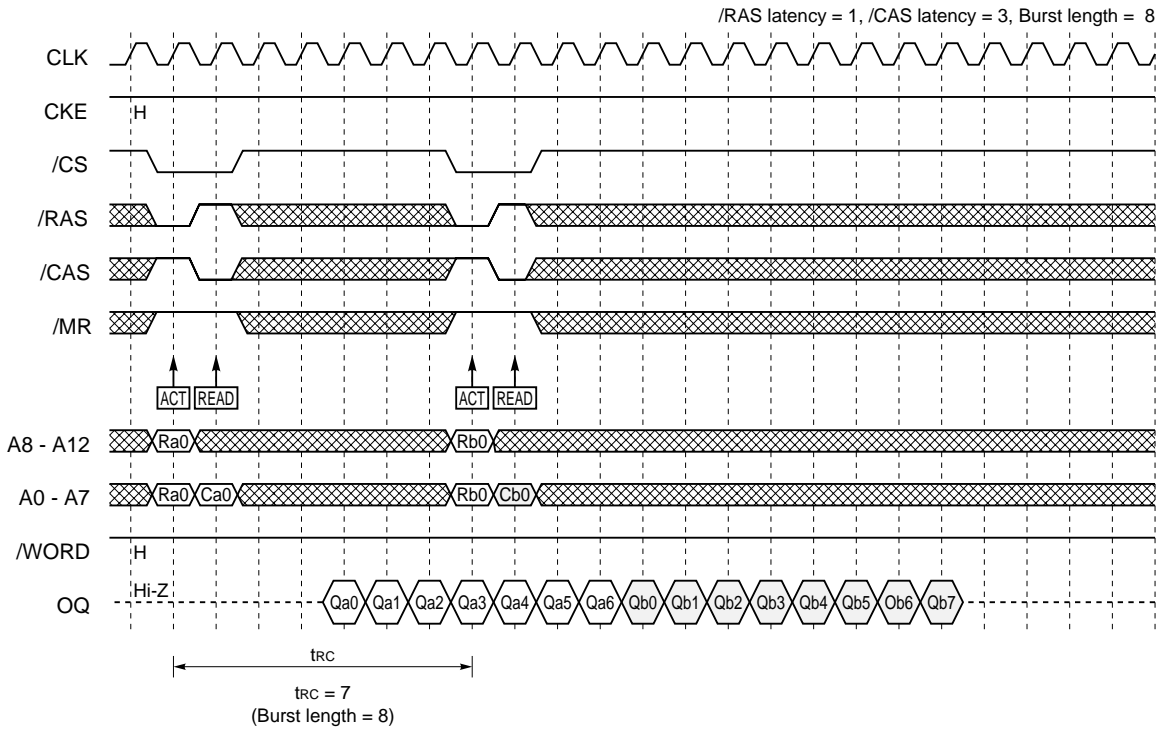 /RAS latency = 1, /CAS latency = 3, Burst length = 8
CLK
CKE H
/CS
/RAS
/CAS
/MR
ACT READ ACT READ
A8 - A12 Ra0 Rb0
A0 - A7 Ra0 Ca0 Rb0 Cb0
/WORD H
OQ Hi-Z Qa0 Qa1 Qa2 Qa3 Qa4 Qa5 Qa6 Qb0 Qb1 Qb2 Qb3 Qb4 Qb5 Ob6 Qb7
tRC
tRC = 7
(Burst length = 8)